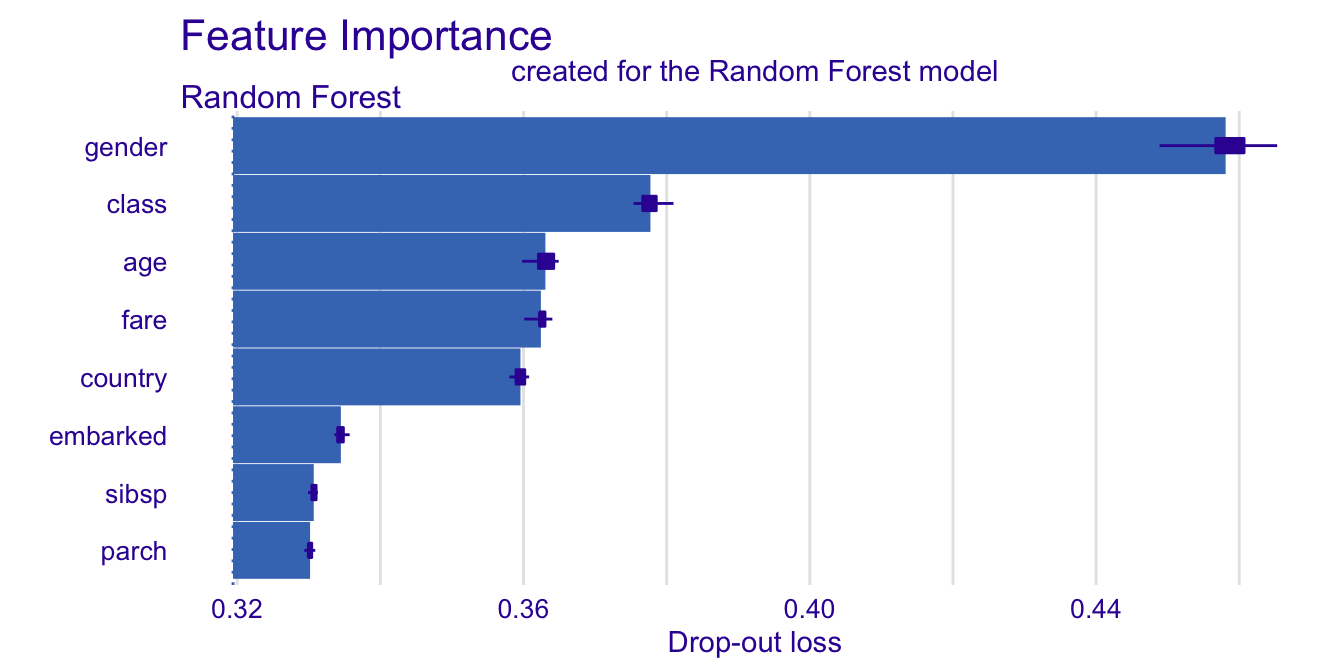 Feature Importance
created for the Random Forest model
Random Forest
gender
class
age
fare
country
embarked
sibsp
parch
0.32 0.36 0.40 0.44
Drop-out loss